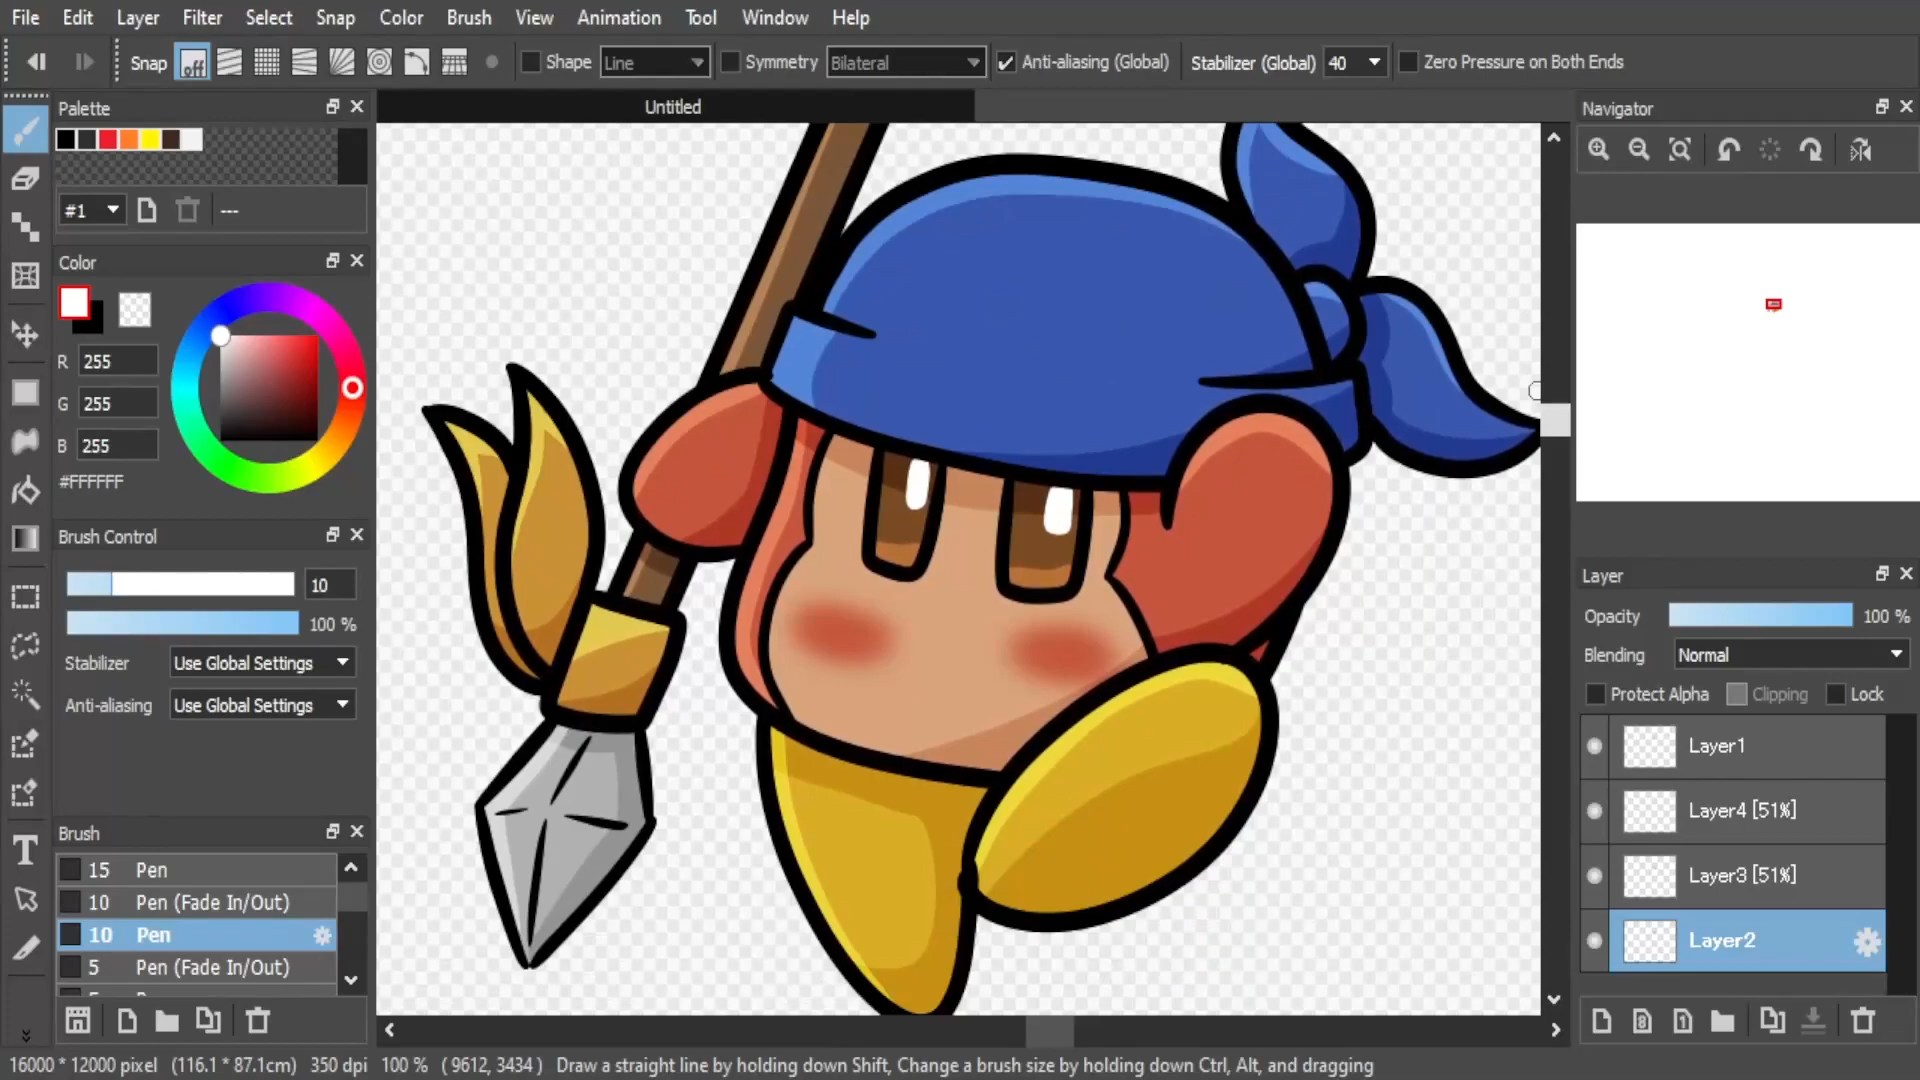 File Edit Layer Filter Select Snap Color Brush View Animation Tool Window Help
Snap off Shape Line Symmetry Bilateral Anti-aliasing (Global) Stabilizer (Global) 40 Zero Pressure on Both Ends
Palette
Untitled
Navigator
#1 ---
Color
R 255
G 255
B 255
#FFFFFF
Brush Control
10
100 %
Stabilizer Use Global Settings
Anti-aliasing Use Global Settings
Brush
15 Pen
10 Pen (Fade In/Out)
10 Pen
5 Pen (Fade In/Out)
Layer
Opacity 100 %
Blending Normal
Protect Alpha Clipping Lock
Layer1
Layer4 [51%]
Layer3 [51%]
Layer2
8 1
T
16000 * 12000 pixel (116.1 * 87.1cm) 350 dpi 100 % ( 9612, 3434 ) Draw a straight line by holding down Shift, Change a brush size by holding down Ctrl, Alt, and dragging